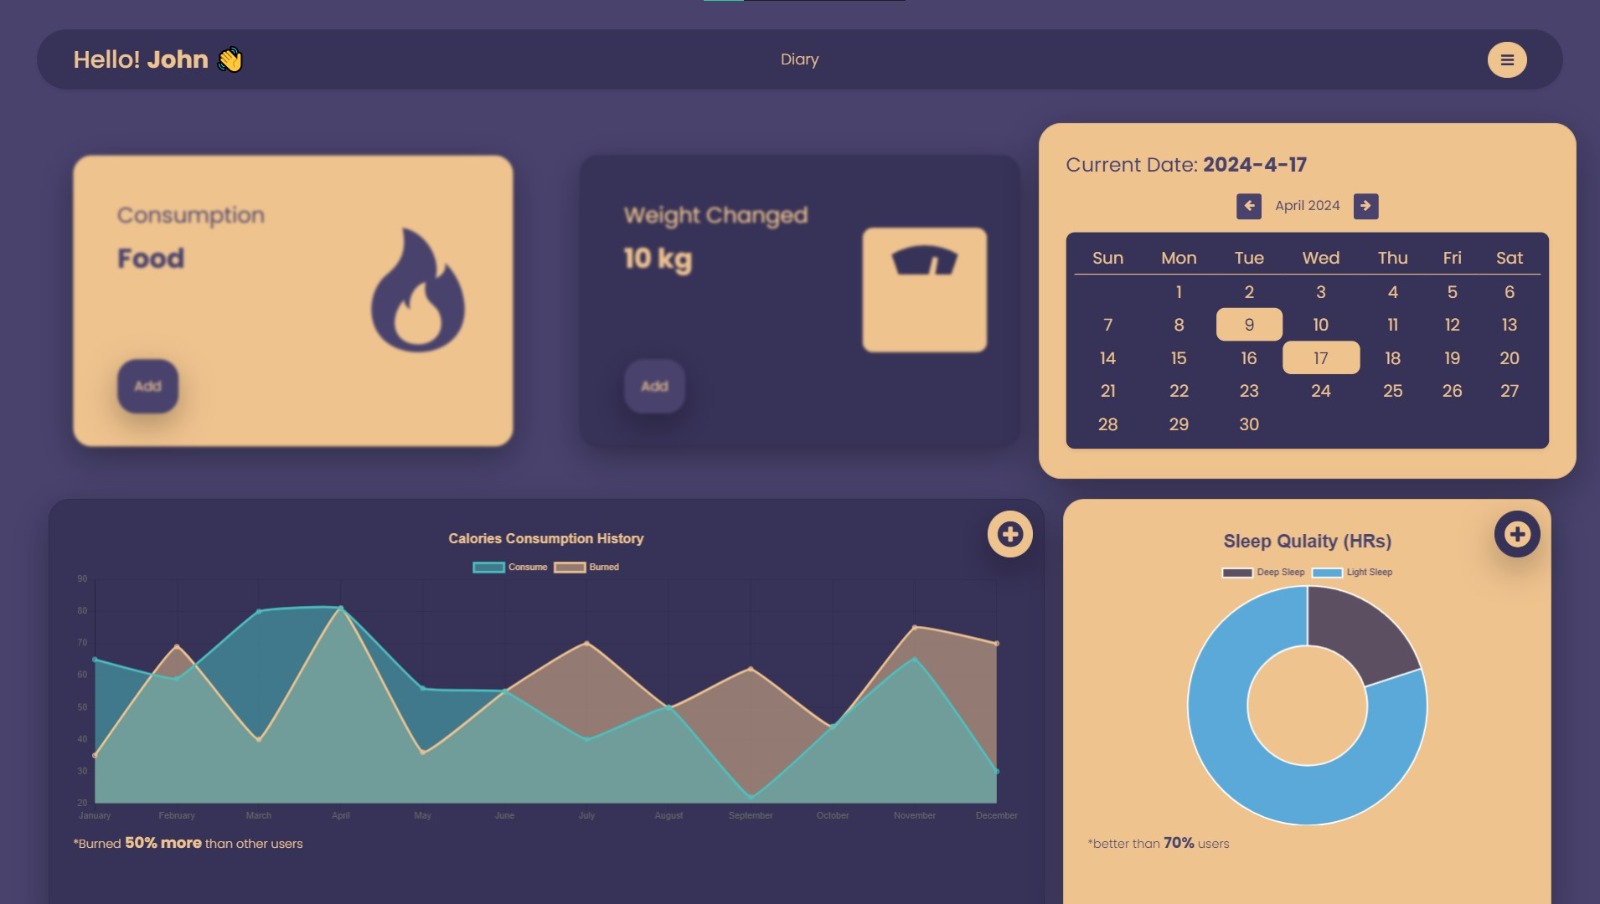 Hello! John 👋
Diary
Consumption
Food
Add
Weight Changed
10 kg
Add
Current Date: 2024-4-17
April 2024
Sun Mon Tue Wed Thu Fri Sat
1 2 3 4 5 6
7 8 9 10 11 12 13
14 15 16 17 18 19 20
21 22 23 24 25 26 27
28 29 30
Calories Consumption History
Consume Burned
90
80
70
60
50
40
30
20
January February March April May June July August September October November December
*Burned 50% more than other users
Sleep Qulaity (HRs)
Deep Sleep Light Sleep
*better than 70% users